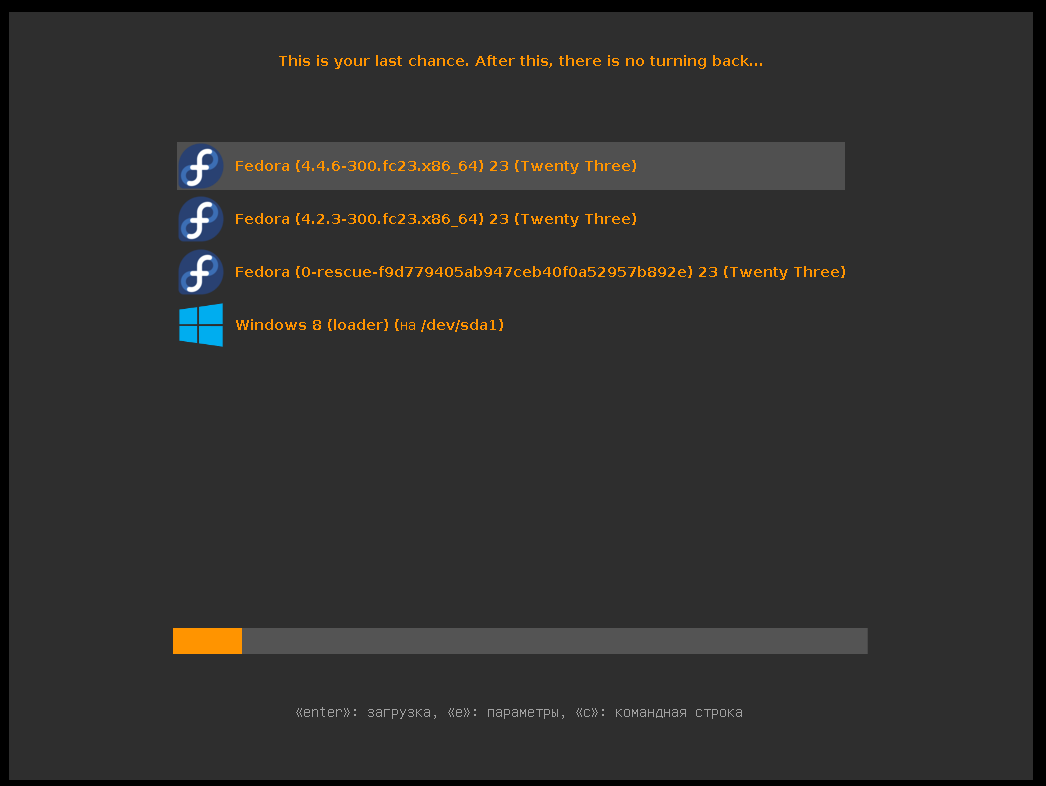 This is your last chance. After this, there is no turning back...
Fedora (4.4.6-300.fc23.x86_64) 23 (Twenty Three)
Fedora (4.2.3-300.fc23.x86_64) 23 (Twenty Three)
Fedora (0-rescue-f9d779405ab947ceb40f0a52957b892e) 23 (Twenty Three)
Windows 8 (loader) (на /dev/sda1)
«enter»: загрузка, «e»: параметры, «c»: командная строка